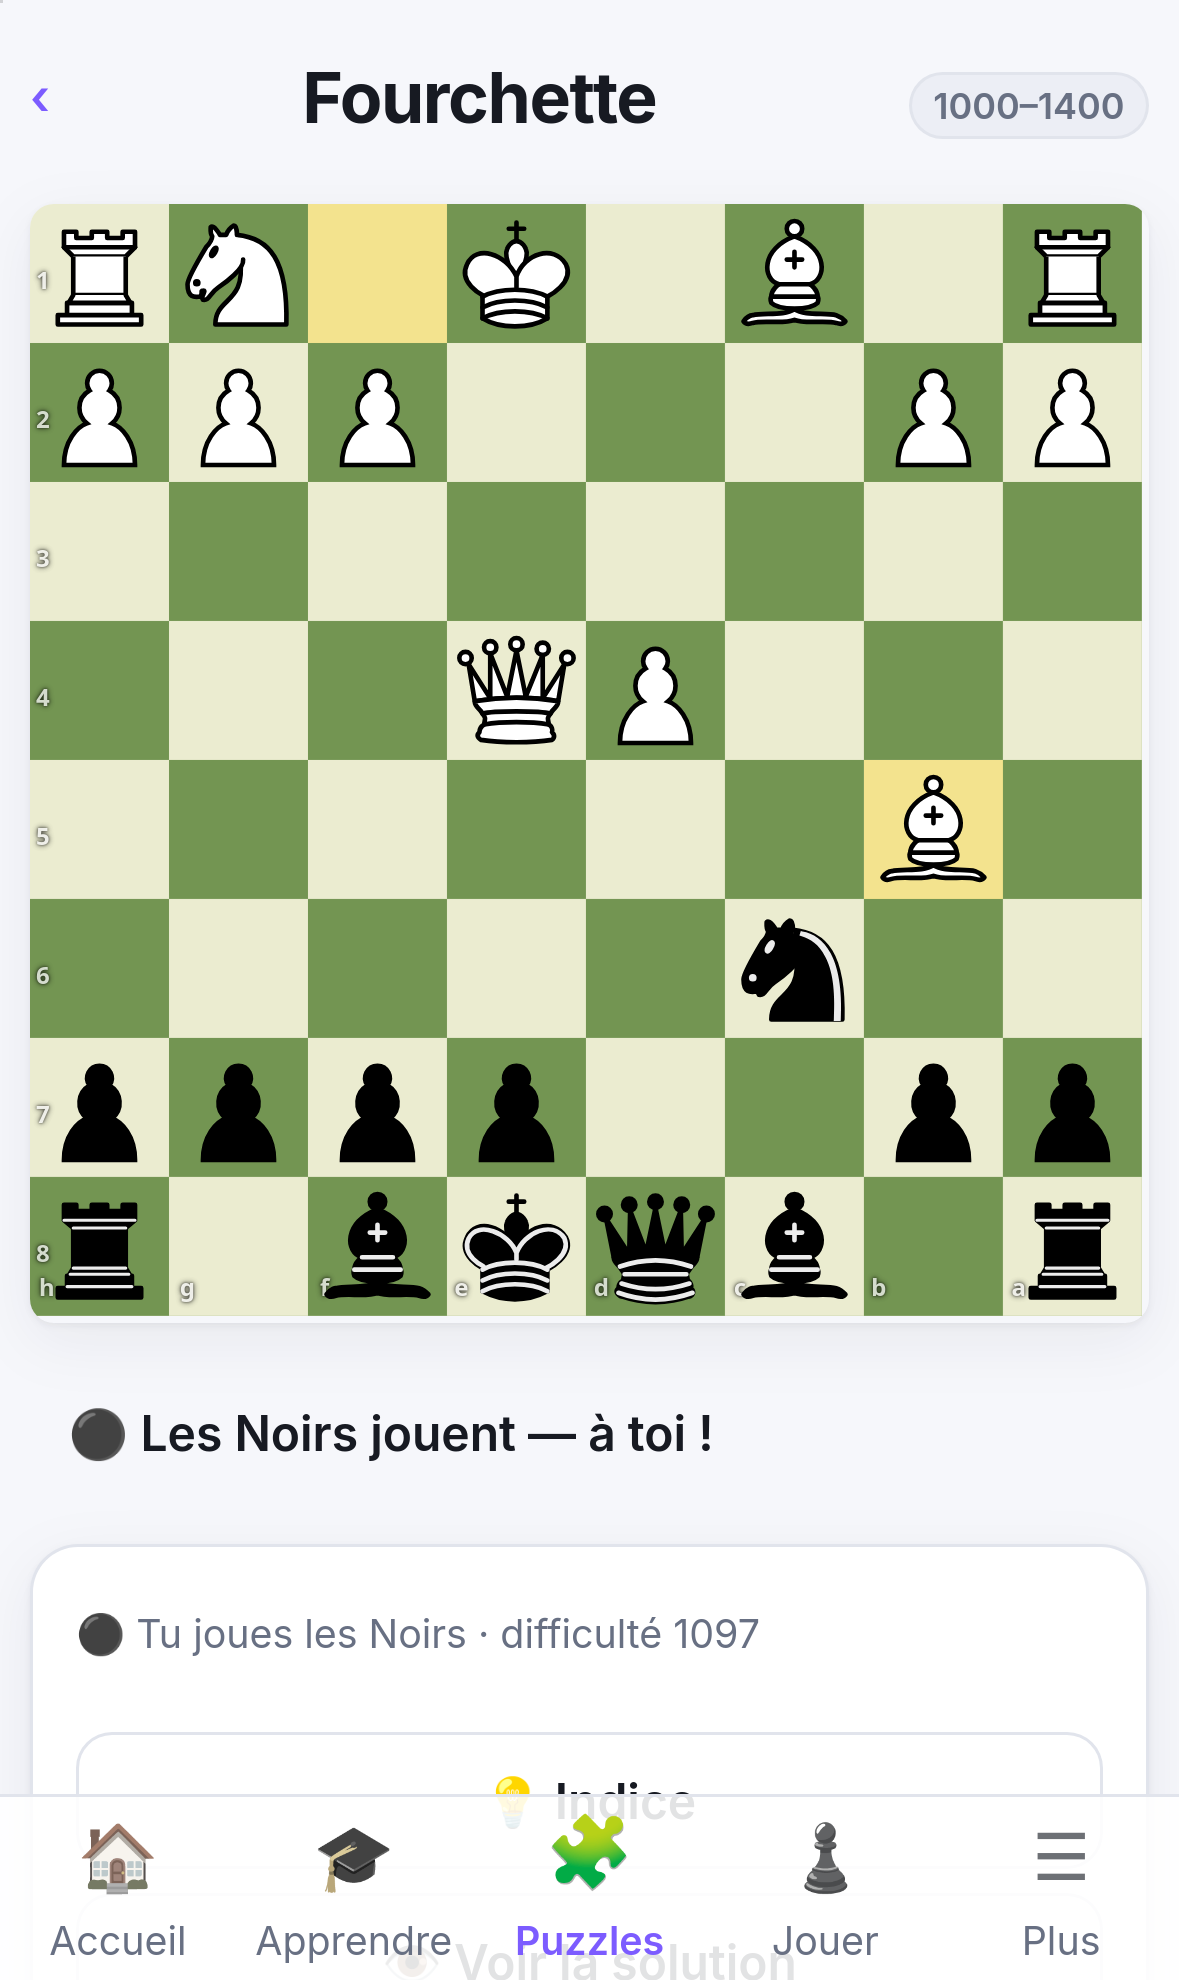 ‹ Fourchette 1000–1400
1
2
3
4
5
6
7
8
h g f e d c b a
Les Noirs jouent — à toi !
Tu joues les Noirs · difficulté 1097
Indice
Voir la solution
Accueil Apprendre Puzzles Jouer Plus